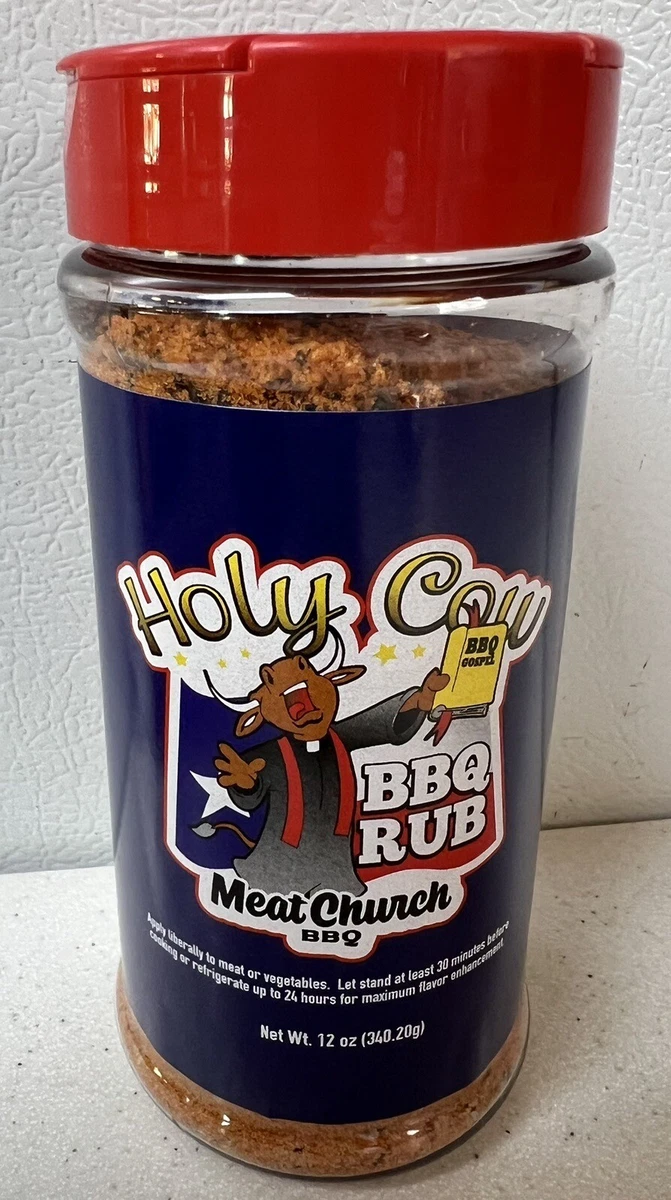 Holy Cow
BBQ
GOSPEL
BBQ
RUB
Meat Church
BBQ
Apply liberally to meat or vegetables. Let stand at least 30 minutes before
cooking or refrigerate up to 24 hours for maximum flavor enhancement
Net Wt. 12 oz (340.20g)